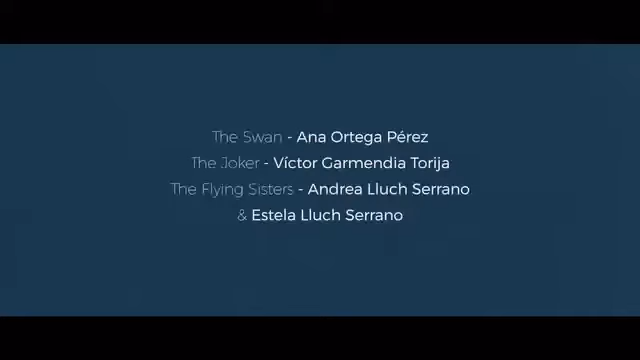 The Swan - Ana Ortega Pérez
The Joker - Víctor Garmendia Torija
The Flying Sisters - Andrea Lluch Serrano
& Estela Lluch Serrano